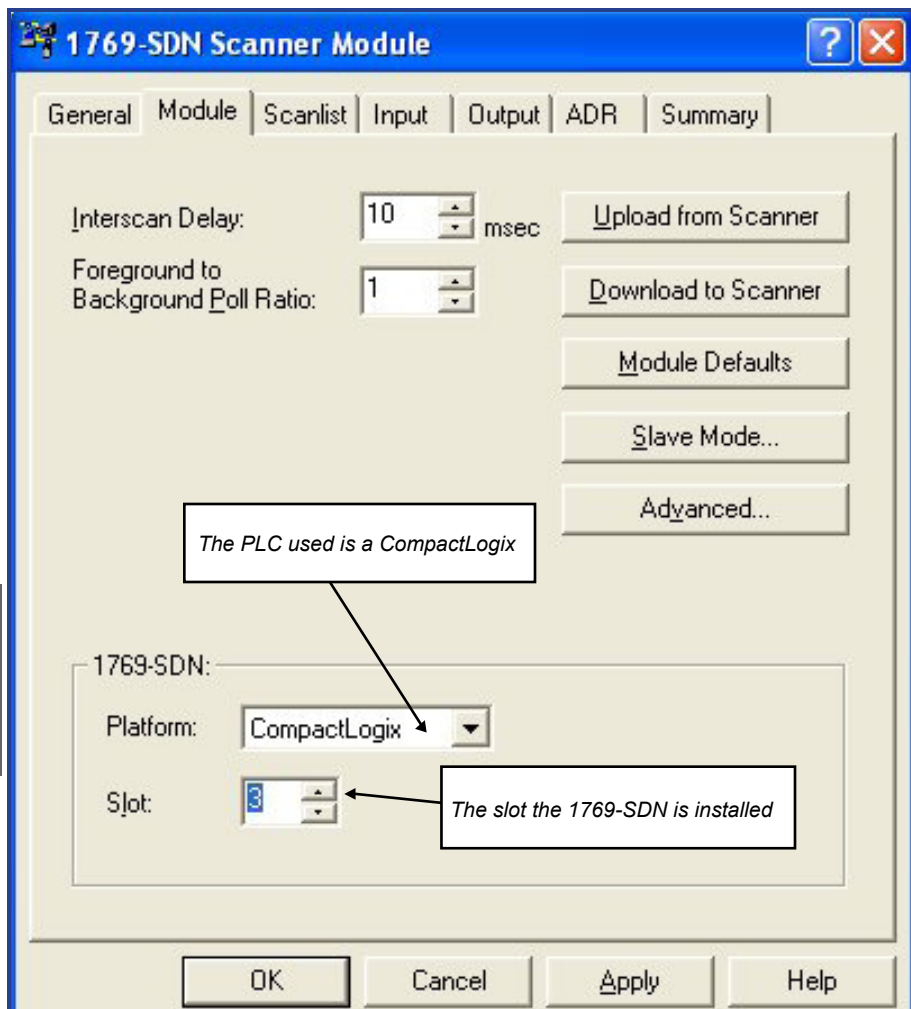 1769-SDN Scanner Module
General Module Scanlist Input Output ADR Summary
Interscan Delay: 10 msec Upload from Scanner
Foreground to
Background Poll Ratio: 1 Download to Scanner
Module Defaults
Slave Mode...
Advanced...
The PLC used is a CompactLogix
1769-SDN:
Platform: CompactLogix
Slot: 3 The slot the 1769-SDN is installed
OK Cancel Apply Help